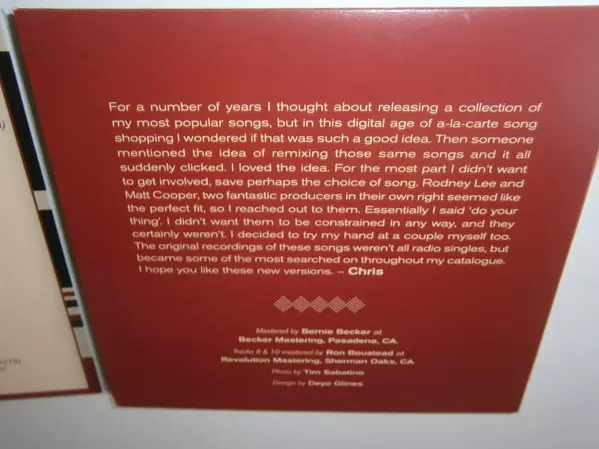 For a number of years I thought about releasing a collection of
my most popular songs, but in this digital age of a-la-carte song
shopping I wondered if that was such a good idea. Then someone
mentioned the idea of remixing those same songs and it all
suddenly clicked. I loved the idea. For the most part I didn't want
to get involved, save perhaps the choice of song. Rodney Lee and
Matt Cooper, two fantastic producers in their own right seemed like
the perfect fit, so I reached out to them. Essentially I said 'do your
thing'. I didn't want them to be constrained in any way, and they
certainly weren't. I decided to try my hand at a couple myself too.
The original recordings of these songs weren't all radio singles, but
became some of the most searched on throughout my catalogue.
I hope you like these new versions. – Chris
Mastered by Bernie Becker at
Becker Mastering, Pasadena, CA.
Tracks 8 & 10 mastered by Ron Boustead at
Revolution Mastering, Sherman Oaks, CA.
Photo by Tim Sabatino
Design by Deyo Glines